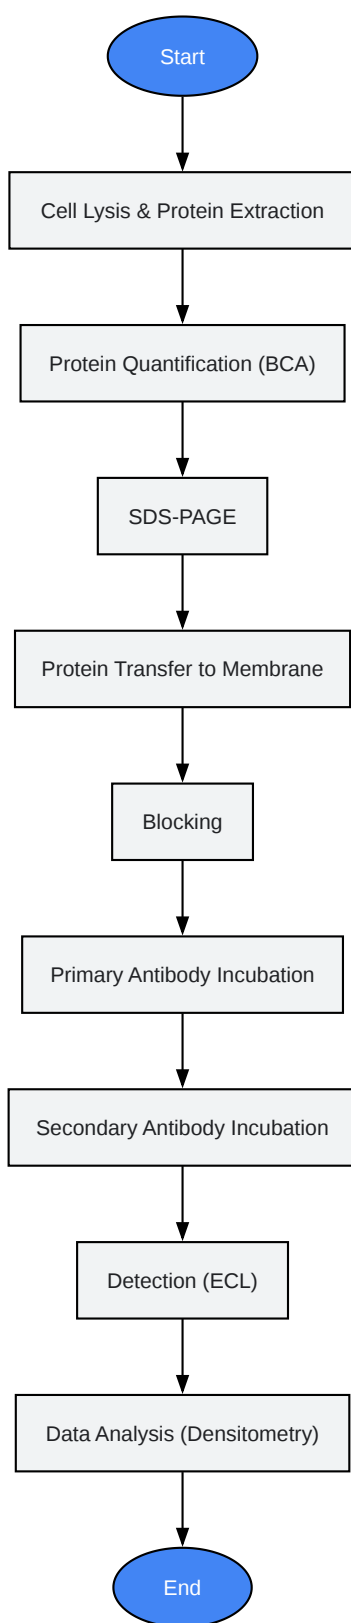 Start
Cell Lysis & Protein Extraction
Protein Quantification (BCA)
SDS-PAGE
Protein Transfer to Membrane
Blocking
Primary Antibody Incubation
Secondary Antibody Incubation
Detection (ECL)
Data Analysis (Densitometry)
End